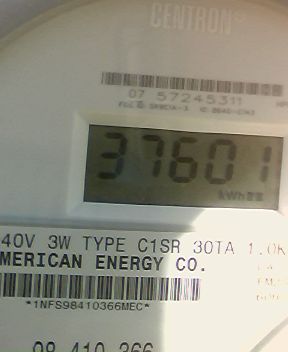 CENTRON®
07 57245311
37601
kWh
40V 3W TYPE C1SR 30TA 1.0K
MERICAN ENERGY CO.
*1NFS98410366MEC*
98 410 366